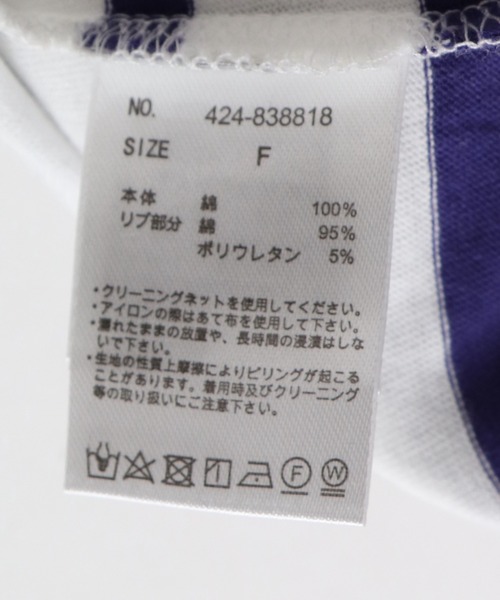 NO. 424-838818
SIZE F
本体 綿 100%
リブ部分 綿 95%
ポリウレタン 5%
・クリーニングネットを使用してください。
・アイロンの際はあて布を使用して下さい。
・濡れたままの放置や、長時間の浸漬はしな
いで下さい。
・生地の性質上摩擦によりピリングが起こる
ことがあります。着用時及びクリーニング
等の取り扱いにご注意下さい。
F W